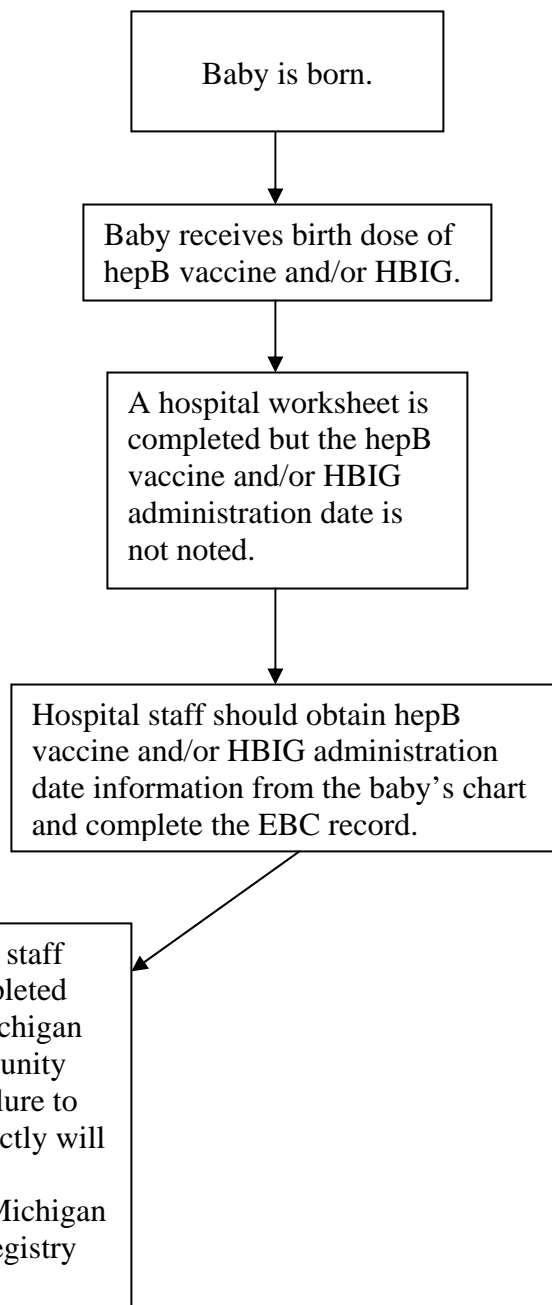 Baby is born.
Baby receives birth dose of
hepB vaccine and/or HBIG.
A hospital worksheet is
completed but the hepB
vaccine and/or HBIG
administration date is
not noted.
Hospital staff should obtain hepB
vaccine and/or HBIG administration
date information from the baby’s chart
and complete the EBC record.
staff
pleted
ichigan
unity
lure to
ctly will
Michigan
egistry